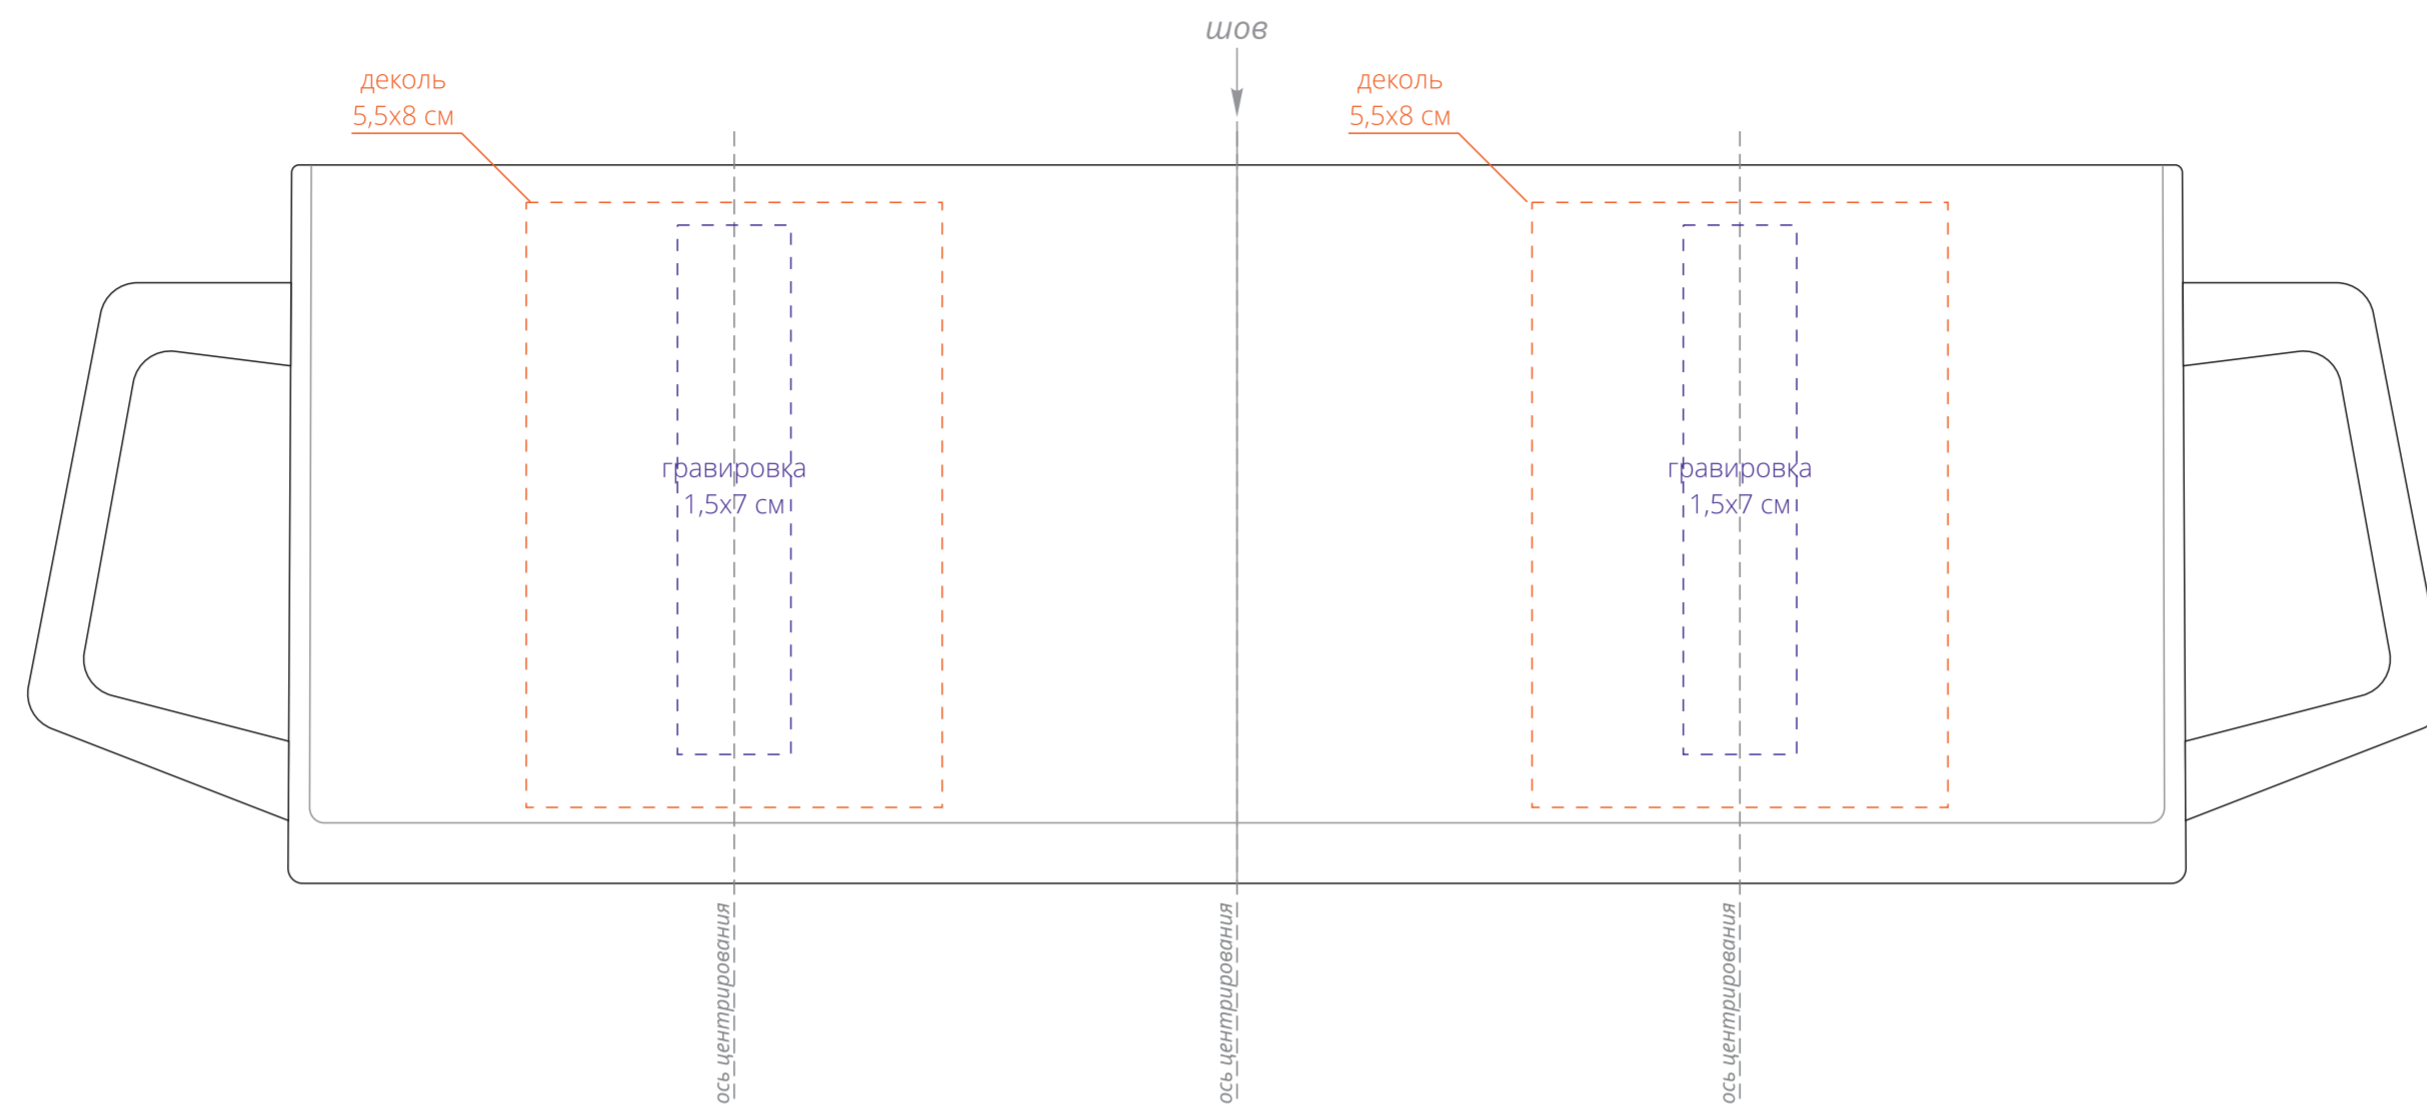 шов
деколь
5,5х8 см
деколь
5,5х8 см
гравировка
1,5х7 см
гравировка
1,5х7 см
ось центрирования
ось центрирования
ось центрирования